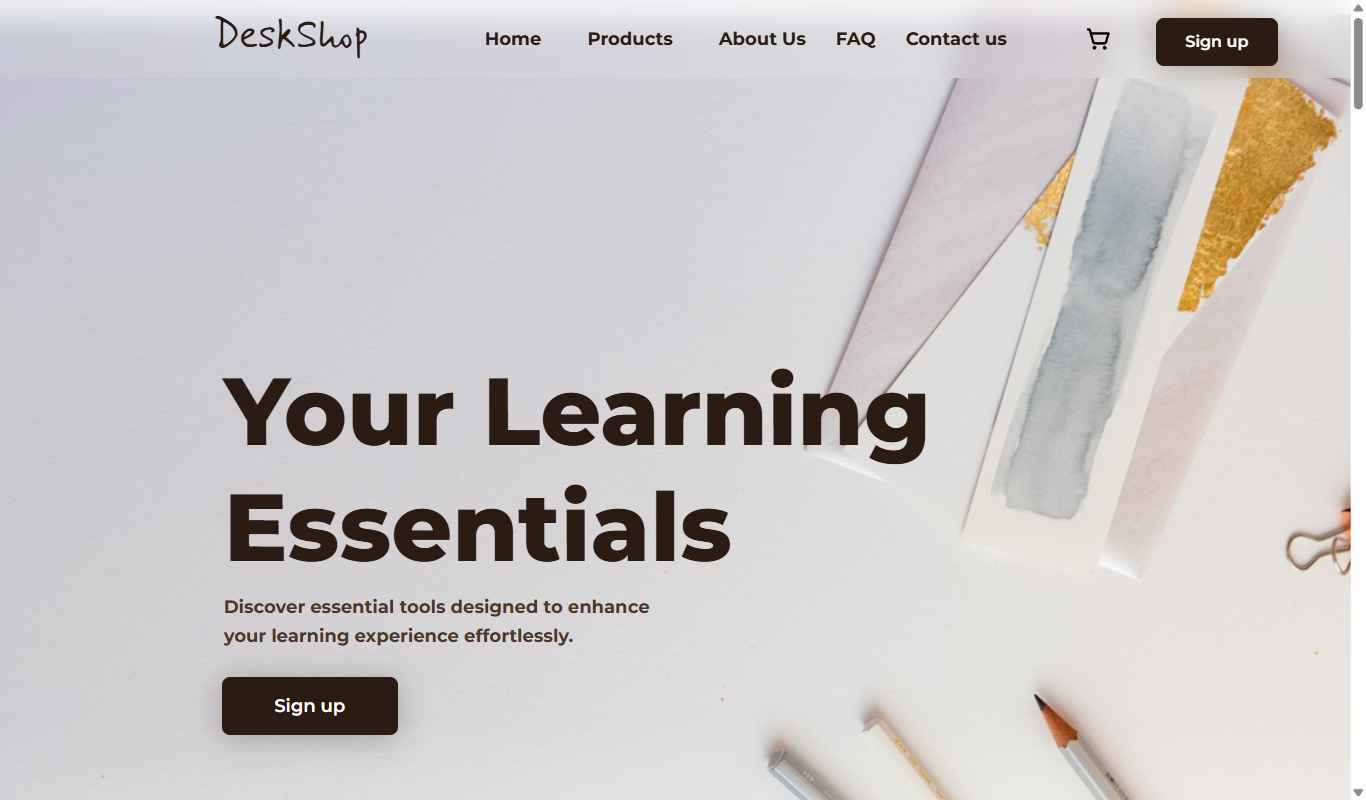 DeskShop
Home Products About Us FAQ Contact us Sign up
Your Learning
Essentials
Discover essential tools designed to enhance
your learning experience effortlessly.
Sign up